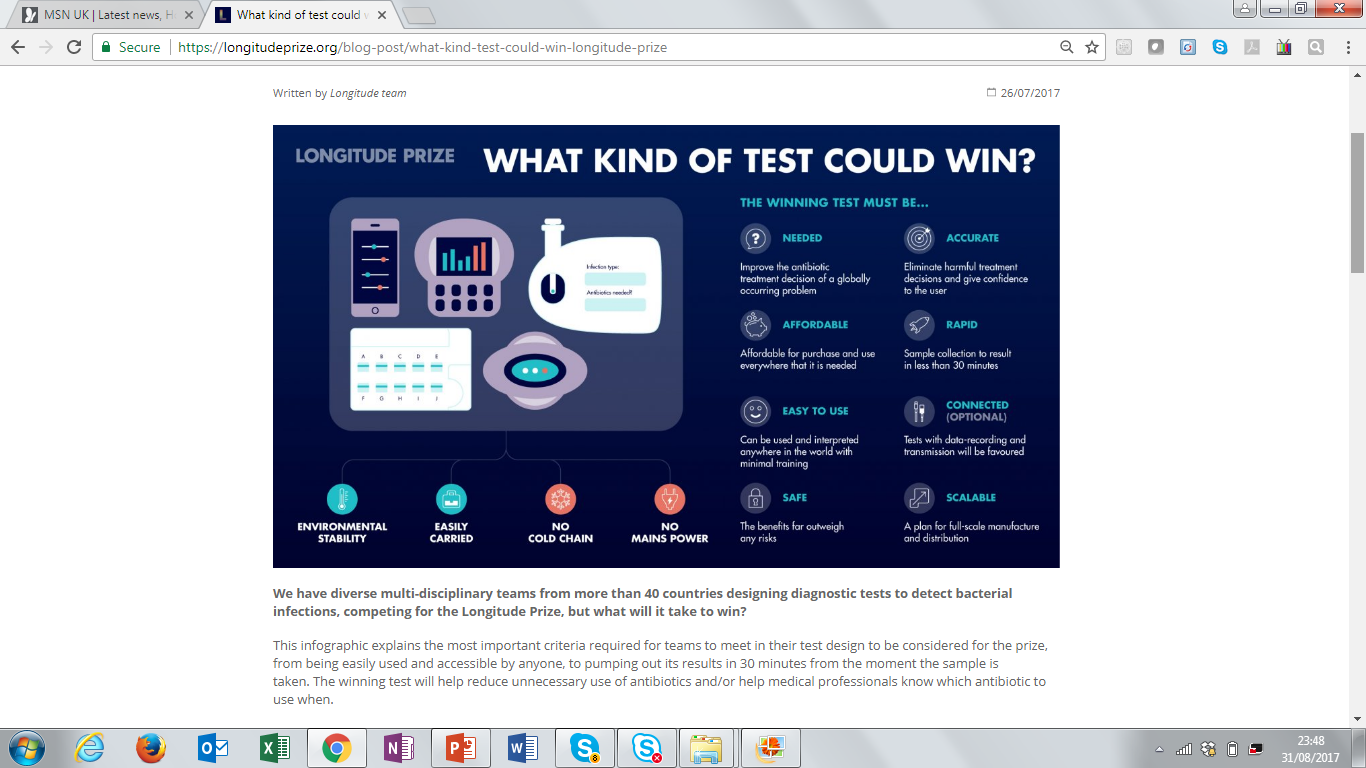 MSN UK | Latest news, H
What kind of test could w
Secure
https://longitudeprize.org/blog-post/what-kind-test-could-win-longitude-prize
Written by Longitude team
26/07/2017
LONGITUDE PRIZE
WHAT KIND OF TEST COULD WIN?
Infection type:
Antibiotics needed?
A B C D E
F G H I J
ENVIRONMENTAL
STABILITY
EASILY
CARRIED
NO
COLD CHAIN
NO
MAINS POWER
THE WINNING TEST MUST BE...
NEEDED
Improve the antibiotic
treatment decision of a globally
occurring problem
ACCURATE
Eliminate harmful treatment
decisions and give confidence
to the user
AFFORDABLE
Affordable for purchase and use
everywhere that it is needed
RAPID
Sample collection to result
in less than 30 minutes
EASY TO USE
Can be used and interpreted
anywhere in the world with
minimal training
CONNECTED
(OPTIONAL)
Tests with data-recording and
transmission will be favoured
SAFE
The benefits far outweigh
any risks
SCALABLE
A plan for full-scale manufacture
and distribution
We have diverse multi-disciplinary teams from more than 40 countries designing diagnostic tests to detect bacterial
infections, competing for the Longitude Prize, but what will it take to win?
This infographic explains the most important criteria required for teams to meet in their test design to be considered for the prize,
from being easily used and accessible by anyone, to pumping out its results in 30 minutes from the moment the sample is
taken. The winning test will help reduce unnecessary use of antibiotics and/or help medical professionals know which antibiotic to
use when.
23:48
31/08/2017